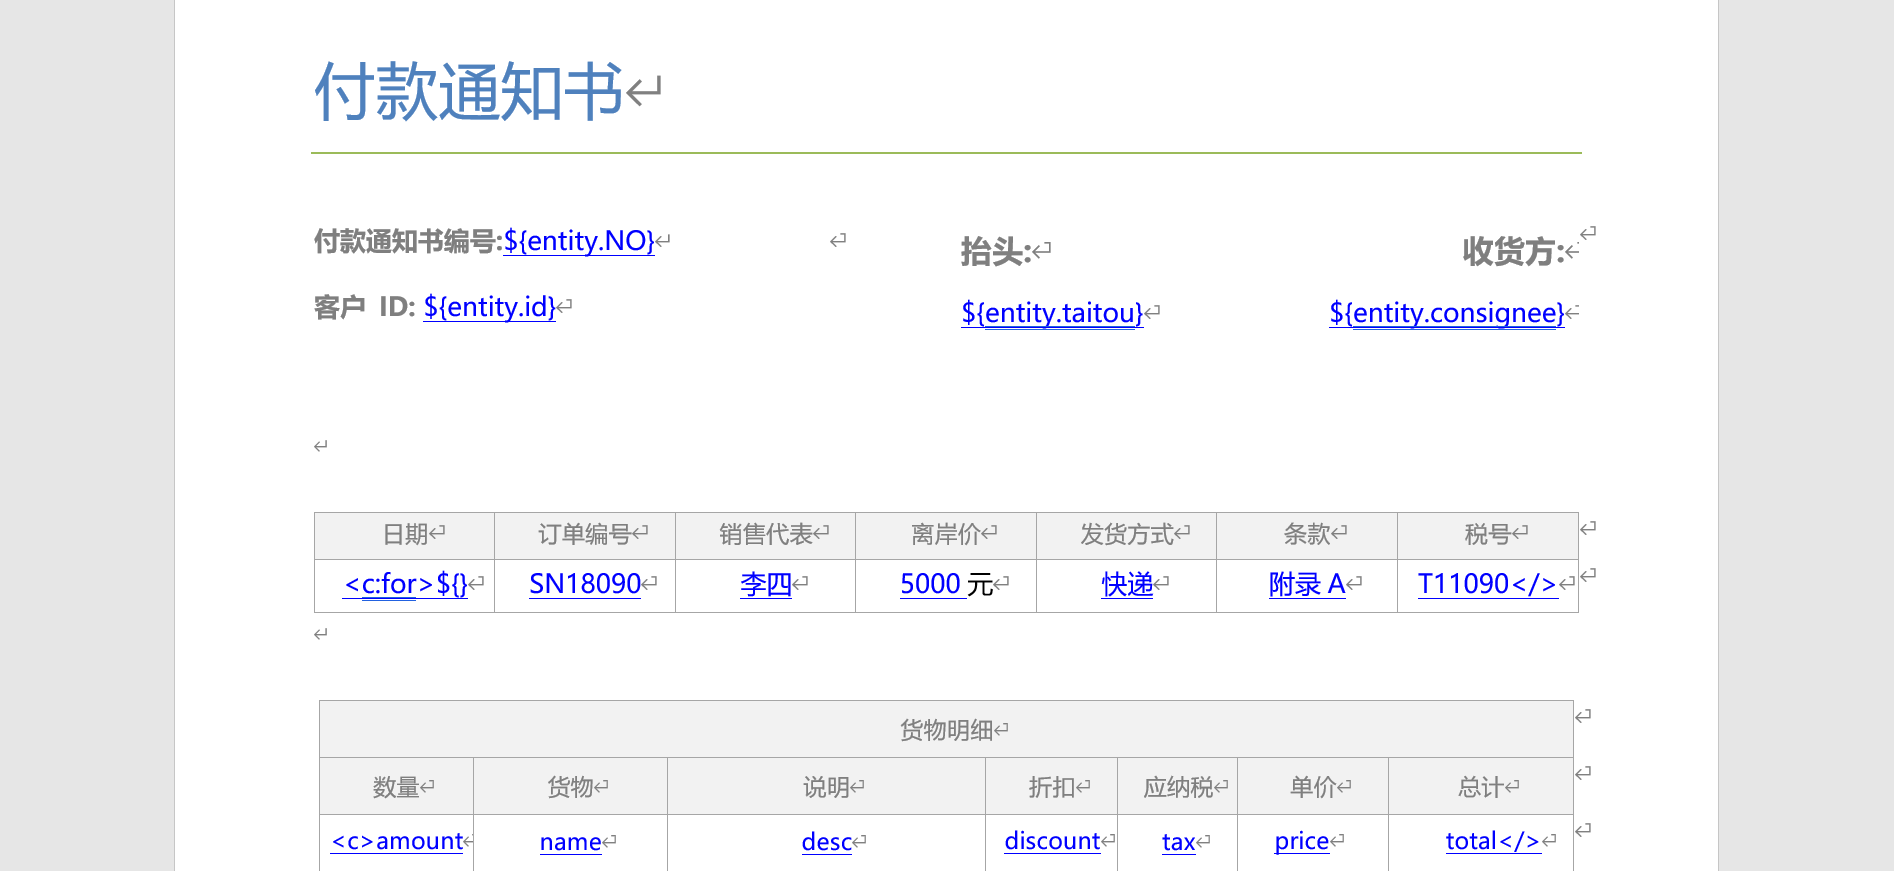 付款通知书
付款通知书编号:${entity.NO}
客户 ID: ${entity.id}
抬头:
${entity.taitou}
收货方:
${entity.consignee}
日期 订单编号 销售代表 离岸价 发货方式 条款 税号
<c:for>${} SN18090 李四 5000 元 快递 附录 A T11090</>
货物明细
数量 货物 说明 折扣 应纳税 单价 总计
<c>amount name desc discount tax price total</>